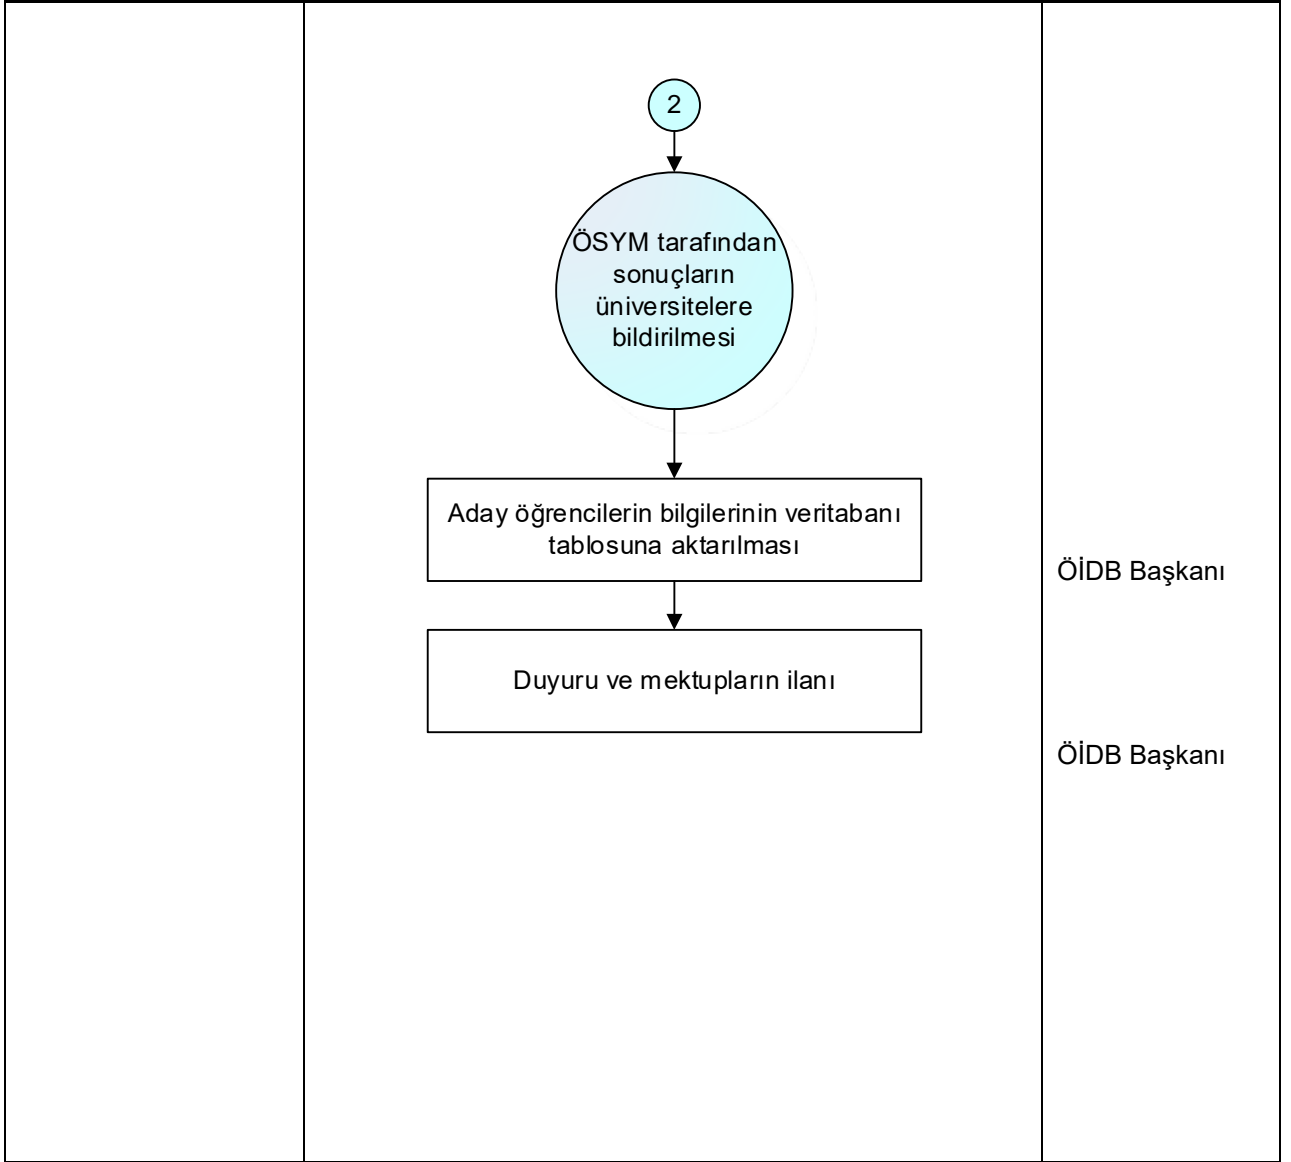 2
ÖSYM tarafından
sonuçların
üniversitelere
bildirilmesi
Aday öğrencilerin bilgilerinin veritabanı
tablosuna aktarılması
ÖİDB Başkanı
Duyuru ve mektupların ilanı
ÖİDB Başkanı